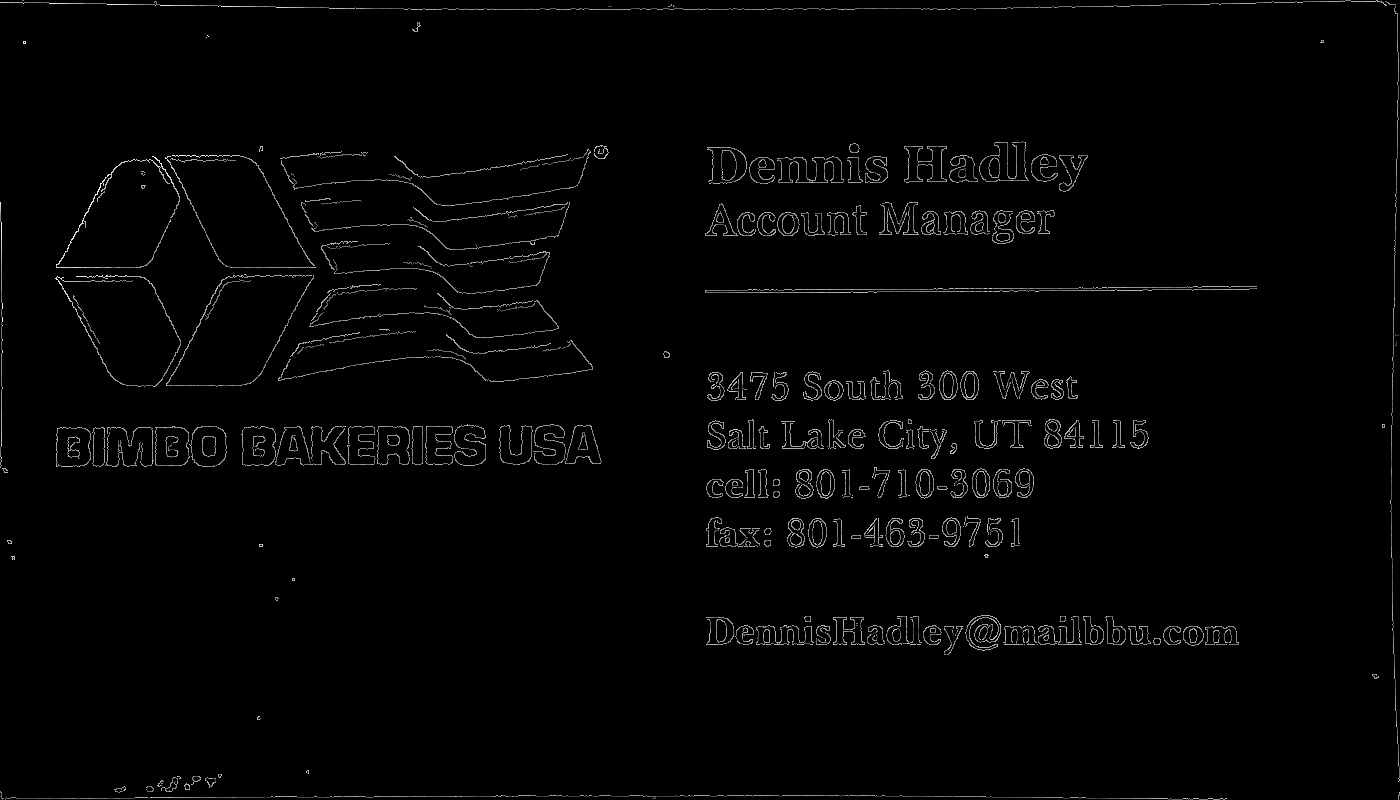 BIMBO BAKERIES USA
Dennis Hadley
Account Manager
3475 South 300 West
Salt Lake City, UT 84115
cell: 801-710-3069
fax: 801-463-9751
DennisHadley@mailbbu.com